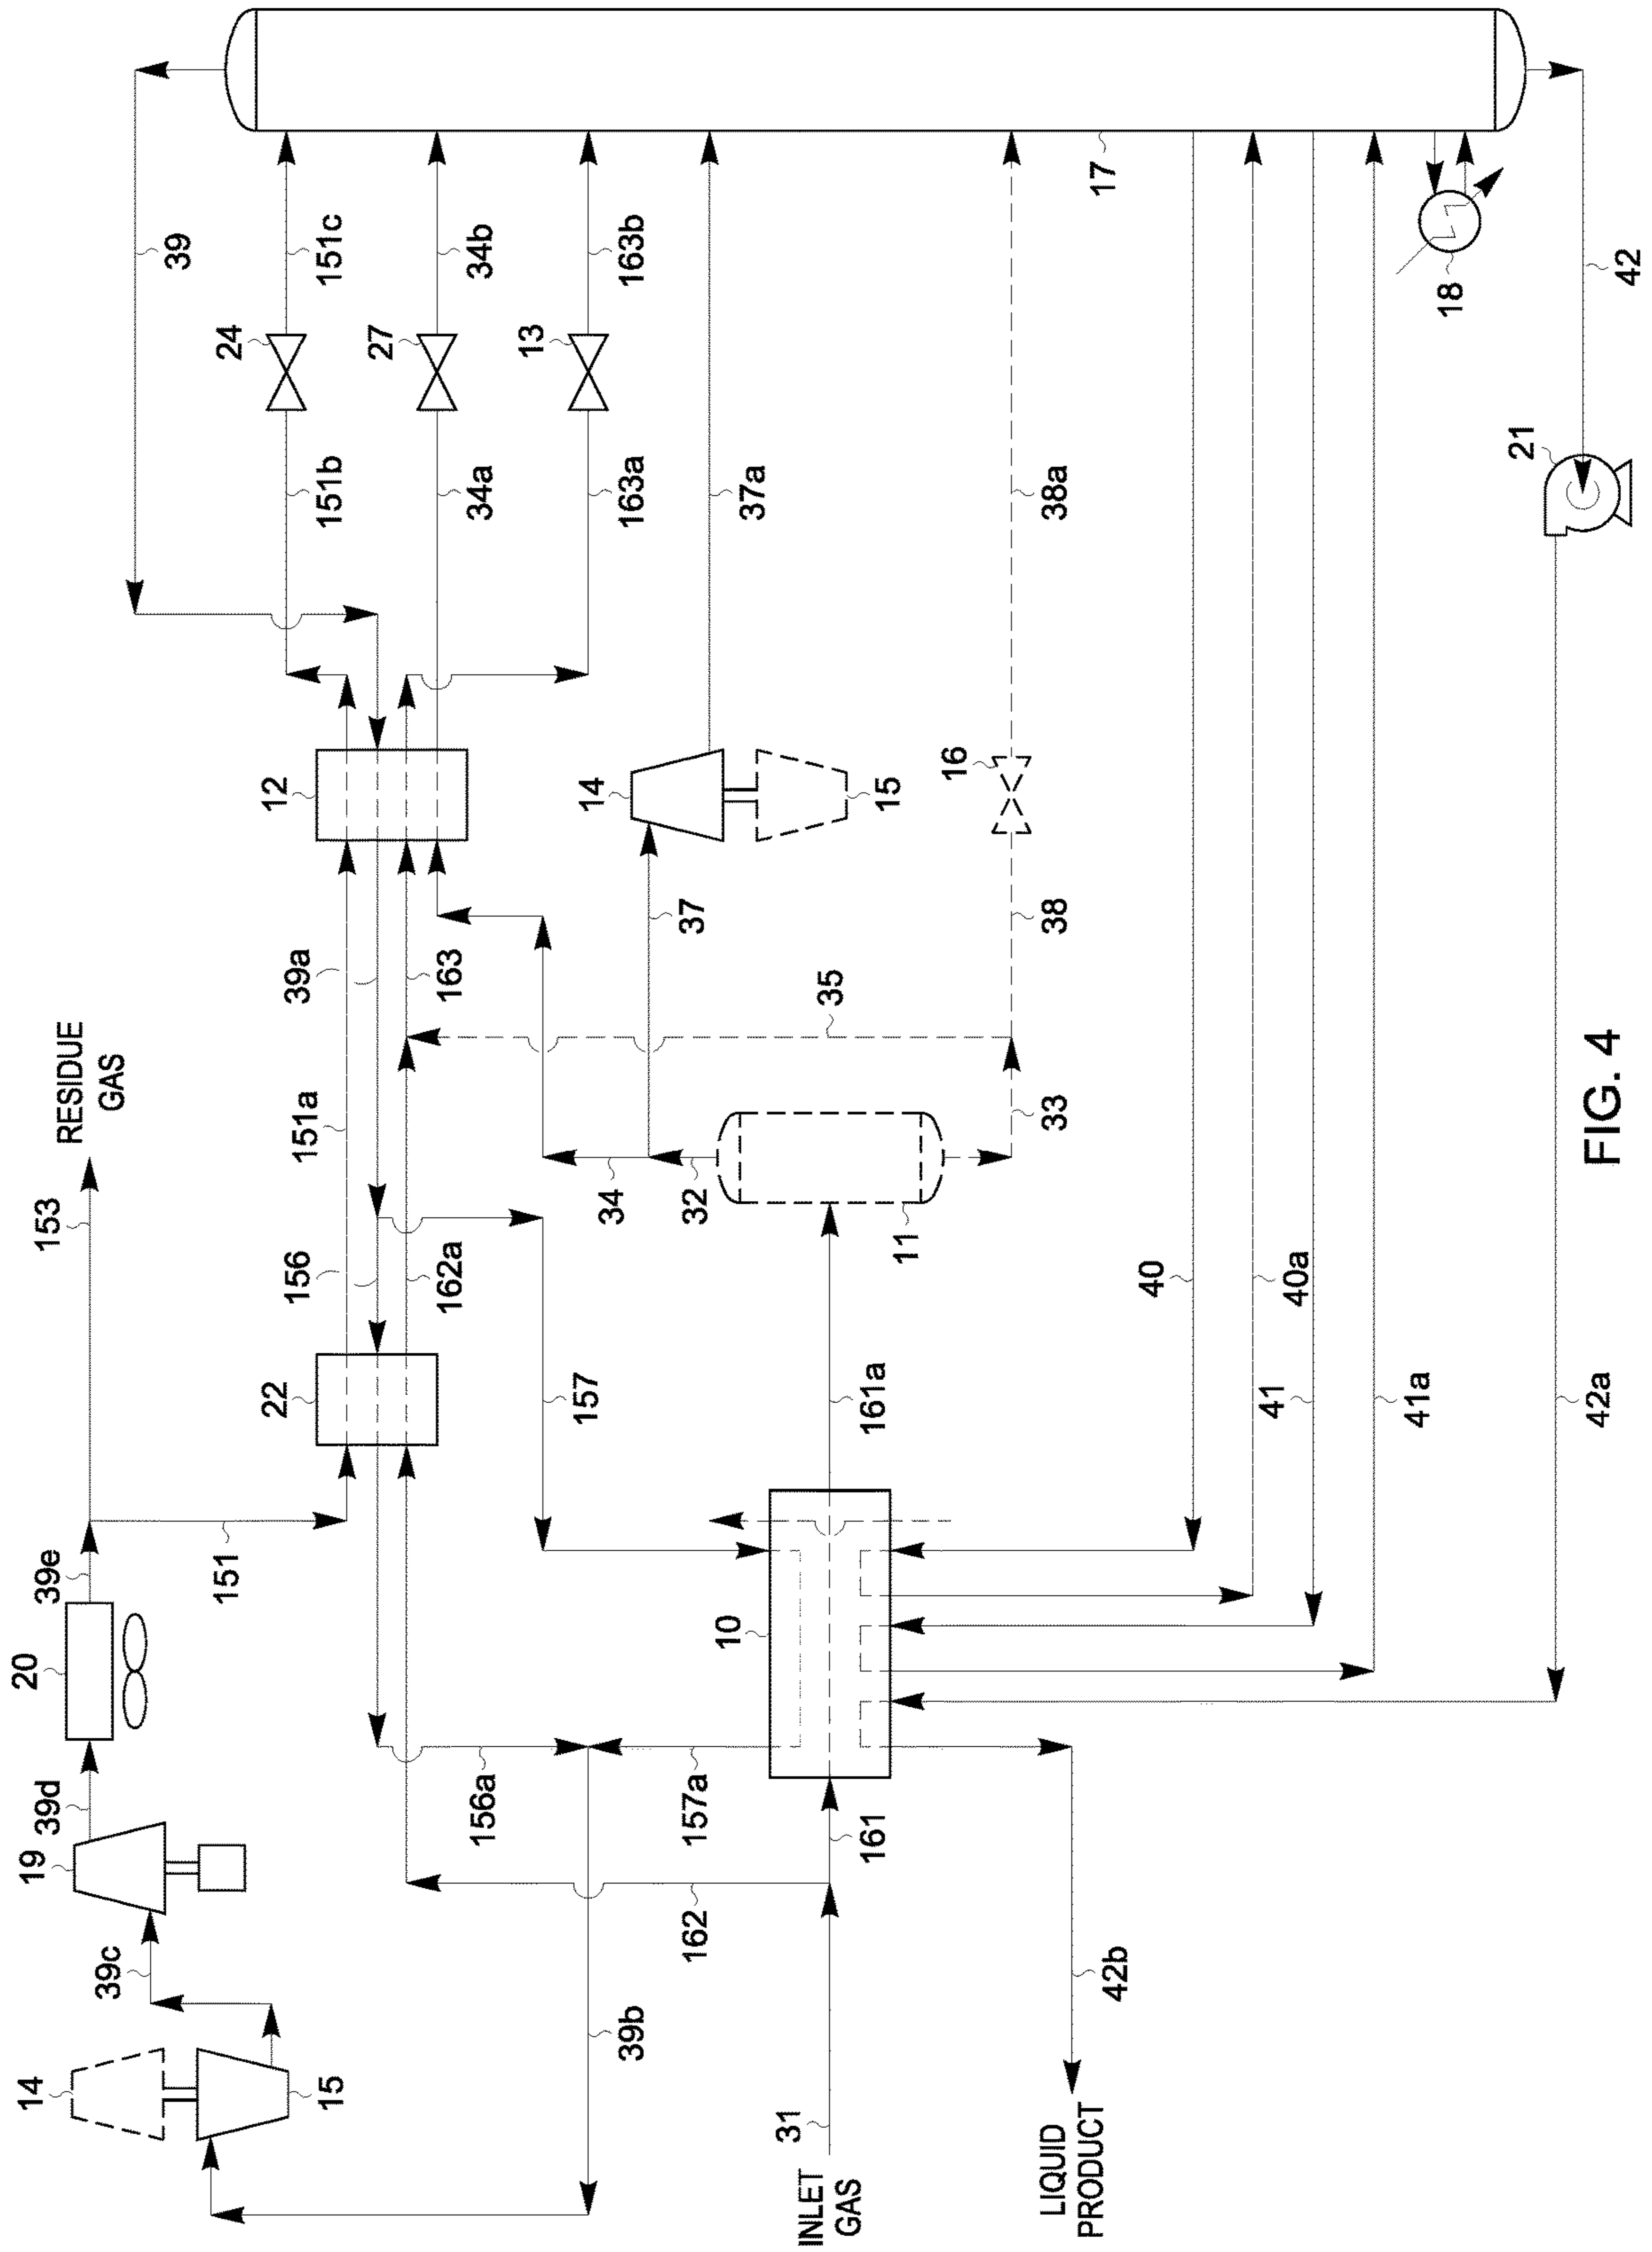 14
19
20
39d
39e
153
RESIDUE
GAS
39c
39
151
24
22
12
156
151a
39a
15
151b
151c
27
162a
163
34a
34b
156a
13
157
14
34
39b
163a
163b
162
157a
32
37
10
37a
31
INLET
GAS
35
161
161a
15
11
16
LIQUID
PRODUCT
33
38
38a
17
42b
40
41
40a
41a
18
21
42a
FIG. 4
42